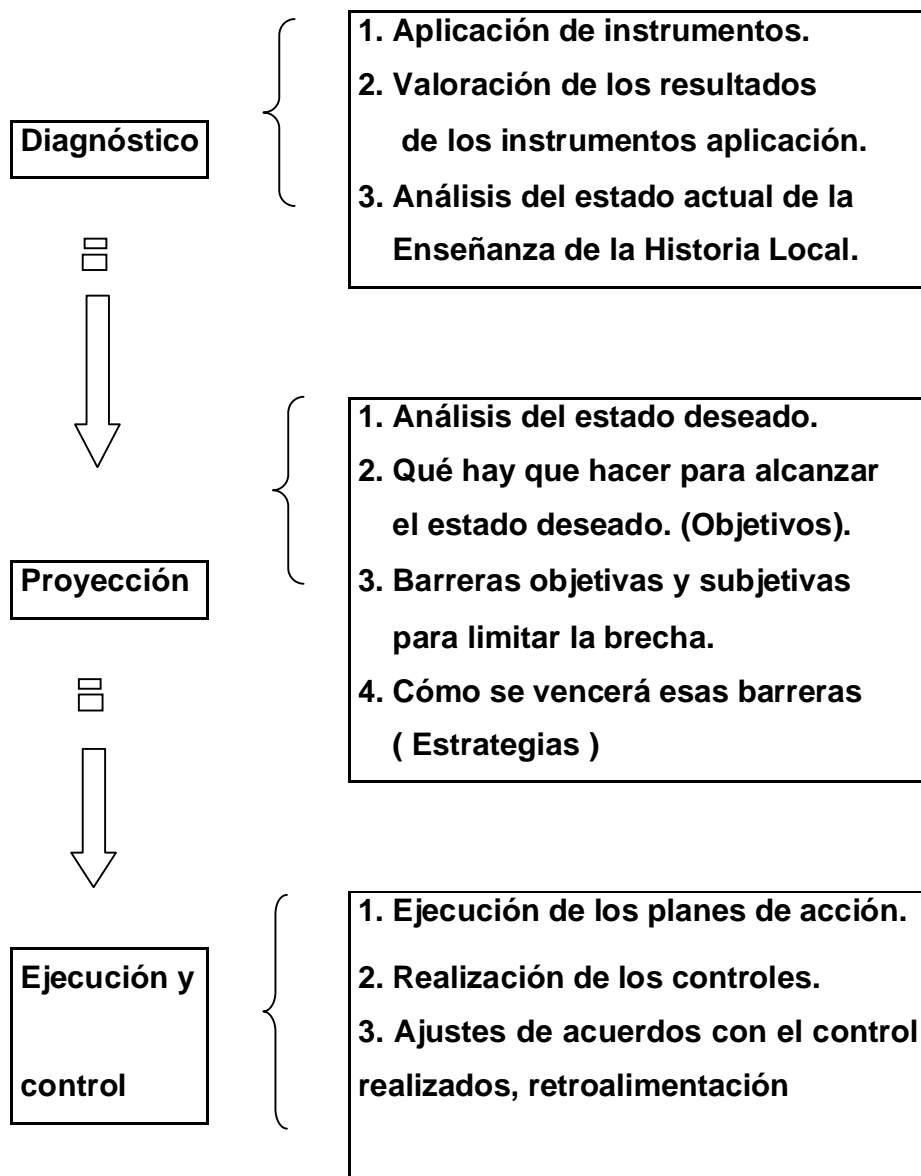 Diagnóstico
1. Aplicación de instrumentos.
2. Valoración de los resultados
de los instrumentos aplicación.
3. Análisis del estado actual de la
Enseñanza de la Historia Local.
Proyección
1. Análisis del estado deseado.
2. Qué hay que hacer para alcanzar
el estado deseado. (Objetivos).
3. Barreras objetivas y subjetivas
para limitar la brecha.
4. Cómo se vencerá esas barreras
( Estrategias )
Ejecución y
control
1. Ejecución de los planes de acción.
2. Realización de los controles.
3. Ajustes de acuerdos con el control
realizados, retroalimentación